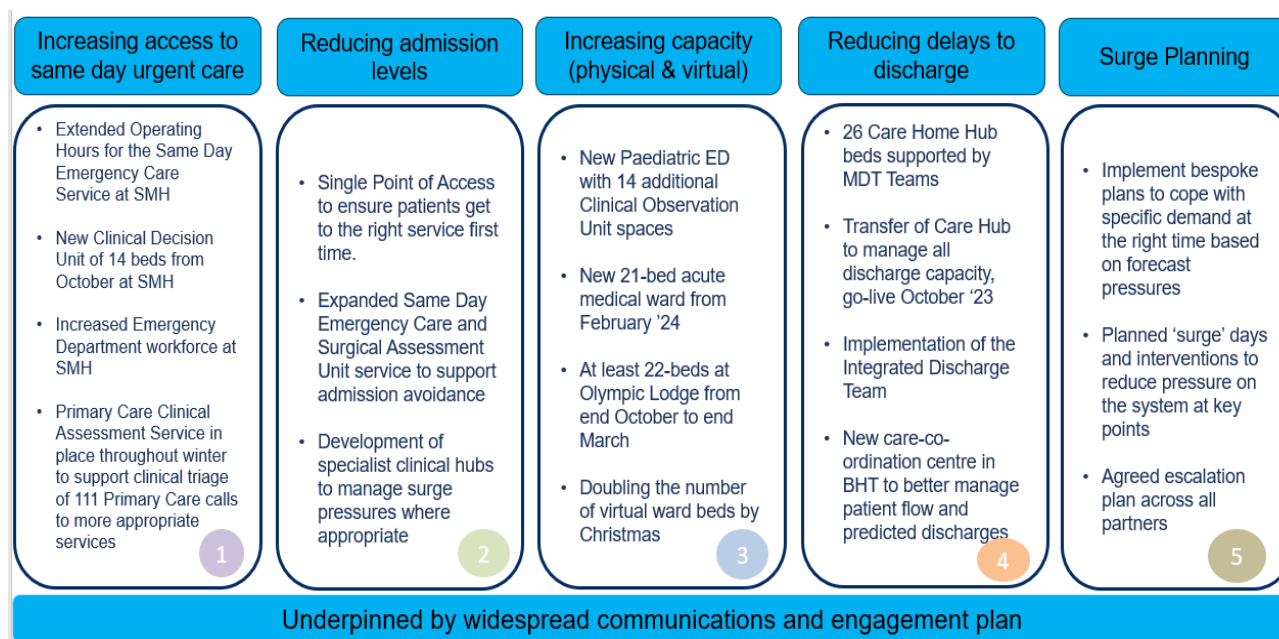 Increasing access to
same day urgent care
• Extended Operating
Hours for the Same Day
Emergency Care
Service at SMH
• New Clinical Decision
Unit of 14 beds from
October at SMH
• Increased Emergency
Department workforce at
SMH
• Primary Care Clinical
Assessment Service in
place throughout winter
to support clinical triage
of 111 Primary Care calls
to more appropriate
services
1
Reducing admission
levels
• Single Point of Access
to ensure patients get
to the right service first
time.
• Expanded Same Day
Emergency Care and
Surgical Assessment
Unit service to support
admission avoidance
• Development of
specialist clinical hubs
to manage surge
pressures where
appropriate
2
Increasing capacity
(physical & virtual)
• New Paediatric ED
with 14 additional
Clinical Observation
Unit spaces
• New 21-bed acute
medical ward from
February ’24
• At least 22-beds at
Olympic Lodge from
end October to end
March
• Doubling the number
of virtual ward beds by
Christmas
3
Reducing delays to
discharge
• 26 Care Home Hub
beds supported by
MDT Teams
• Transfer of Care Hub
to manage all
discharge capacity,
go-live October ‘23
• Implementation of the
Integrated Discharge
Team
• New care-co-
ordination centre in
BHT to better manage
patient flow and
predicted discharges
4
Surge Planning
• Implement bespoke
plans to cope with
specific demand at
the right time based
on forecast
pressures
• Planned ‘surge’ days
and interventions to
reduce pressure on
the system at key
points
• Agreed escalation
plan across all
partners
5
Underpinned by widespread communications and engagement plan